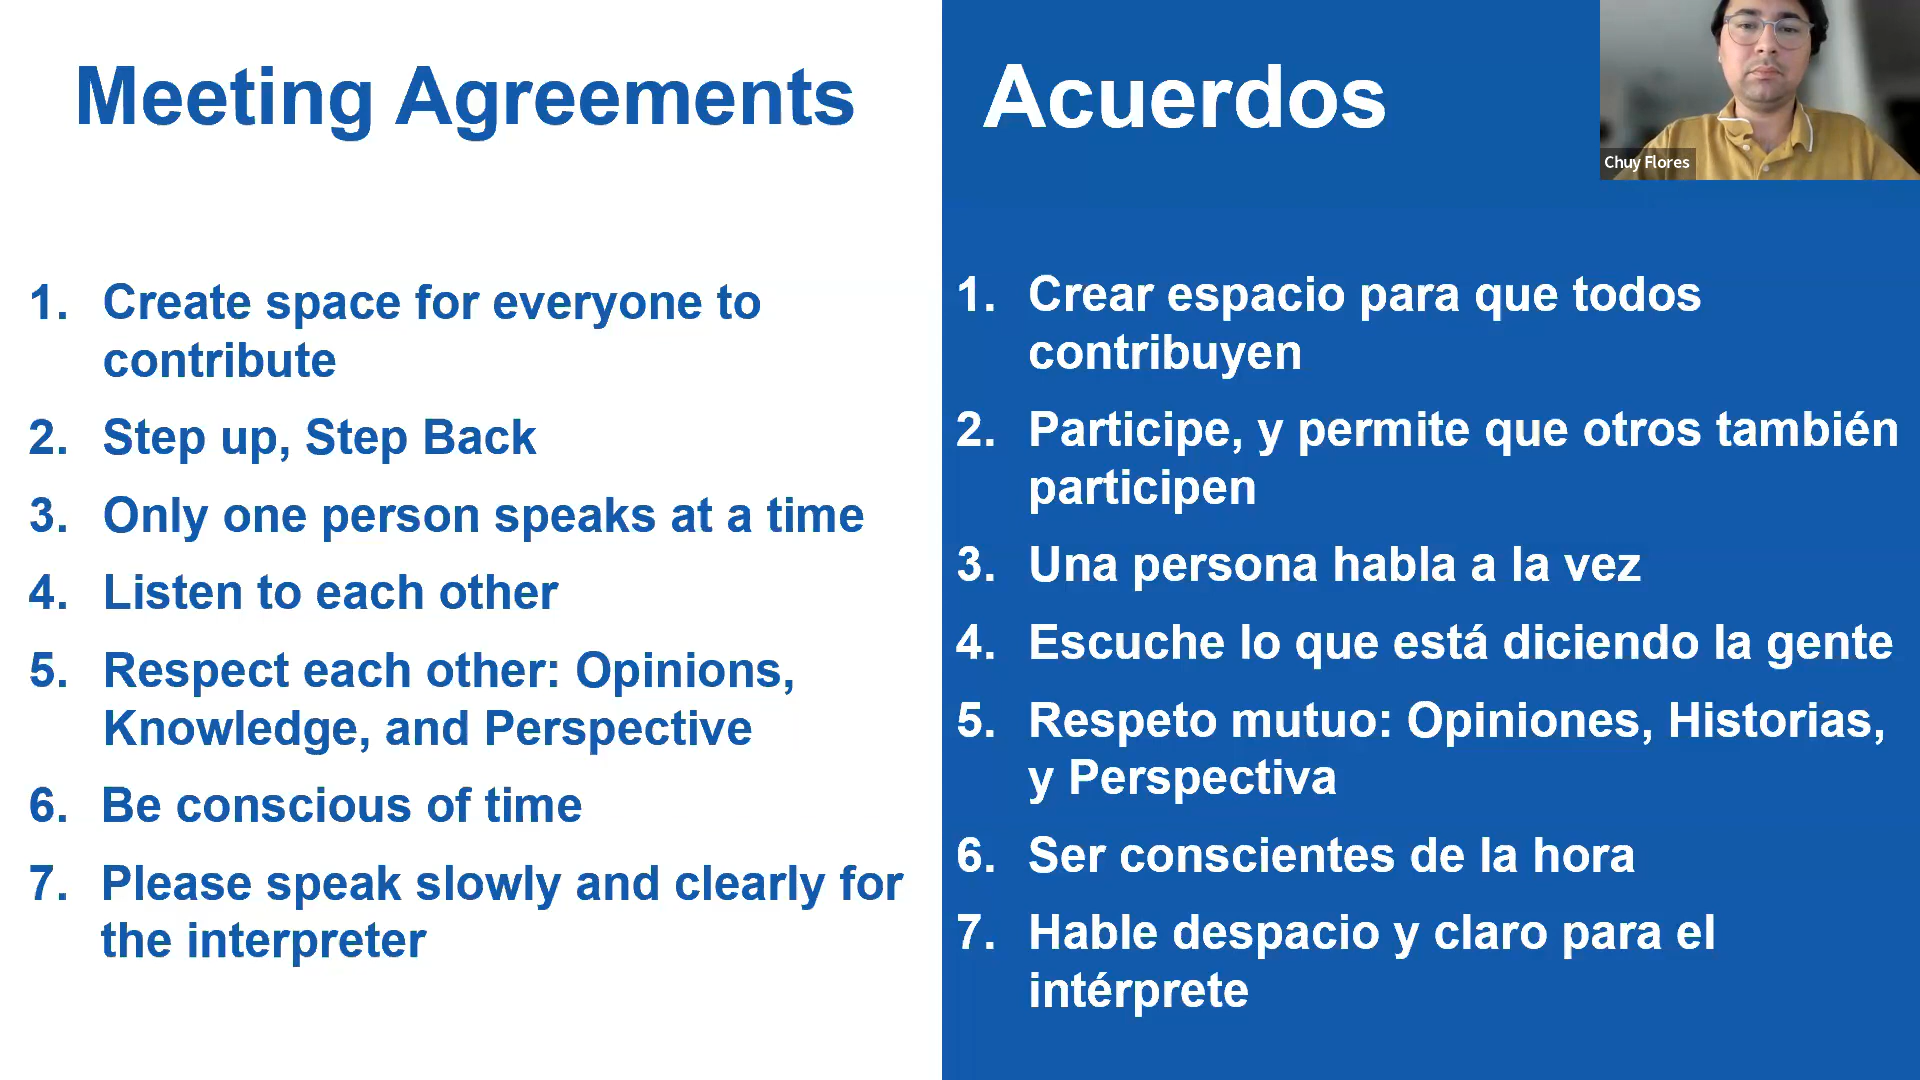 Meeting Agreements
1. Create space for everyone to
contribute
2. Step up, Step Back
3. Only one person speaks at a time
4. Listen to each other
5. Respect each other: Opinions,
Knowledge, and Perspective
6. Be conscious of time
7. Please speak slowly and clearly for
the interpreter
Acuerdos
1. Crear espacio para que todos
contribuyen
2. Participe, y permite que otros también
participen
3. Una persona habla a la vez
4. Escuche lo que está diciendo la gente
5. Respeto mutuo: Opiniones, Historias,
y Perspectiva
6. Ser conscientes de la hora
7. Hable despacio y claro para el
intérprete
Chuy Flores